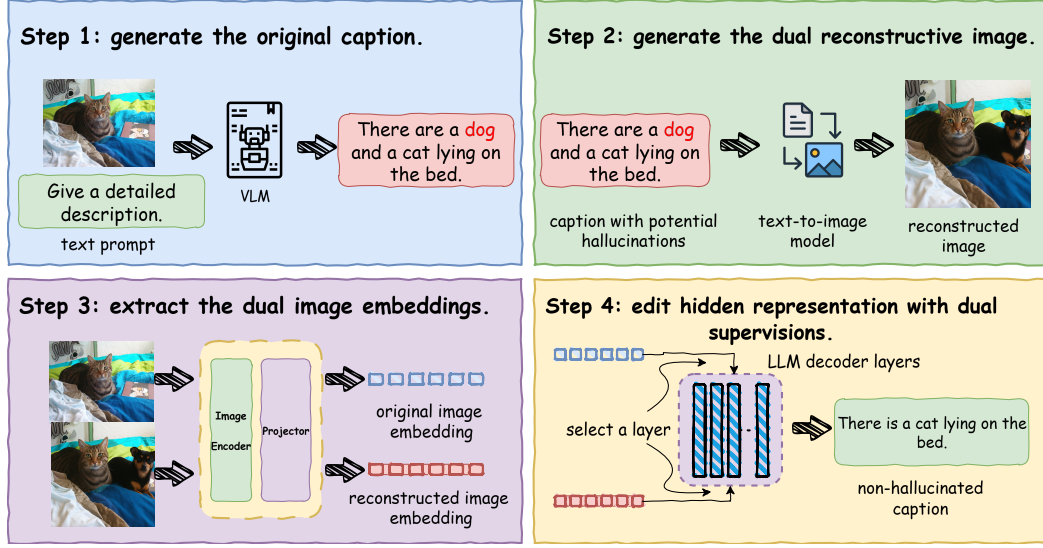 Step 1: generate the original caption.
Give a detailed
description.
text prompt
VLM
There are a dog
and a cat lying on
the bed.
Step 2: generate the dual reconstructive image.
There are a dog
and a cat lying on
the bed.
caption with potential
hallucinations
text-to-image
model
reconstructed
image
Step 3: extract the dual image embeddings.
Image
Encoder
Projector
original image
embedding
reconstructed image
embedding
Step 4: edit hidden representation with dual
supervisions.
LLM decoder layers
select a layer
There is a cat lying on the
bed.
non-hallucinated
caption